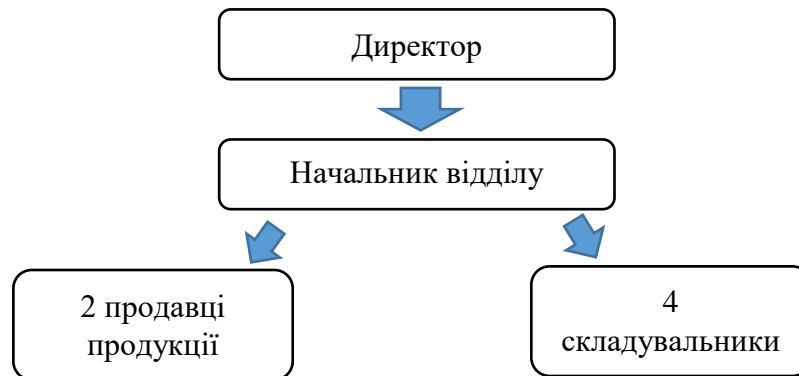 Директор
Начальник відділу
2 продавці
продукції
4
складувальники